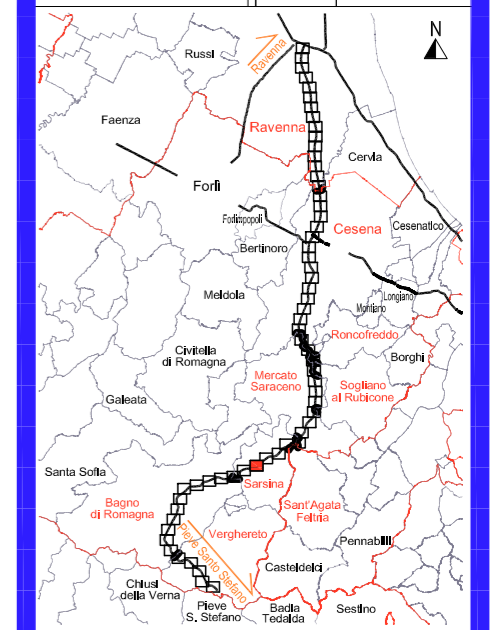 N
Ravenna
Russi
Ravenna
Faenza
Cervia
Forlì
Forlimpopoli
Cesena
Cesenatico
Bertinoro
Meldola
Longiano
Montiano
Roncofreddo
Civitella
di Romagna
Borghi
Mercato
Saraceno
Sogliano
al Rubicone
Galeata
Santa Sofia
Sarsina
Bagno
di Romagna
Sant'Agata
Feltria
Verghereto
Pieve Santo Stefano
Pennabilli
Casteldelci
Chiusi
della Verna
Pieve
S. Stefano
Badia
Tedalda
Sestino